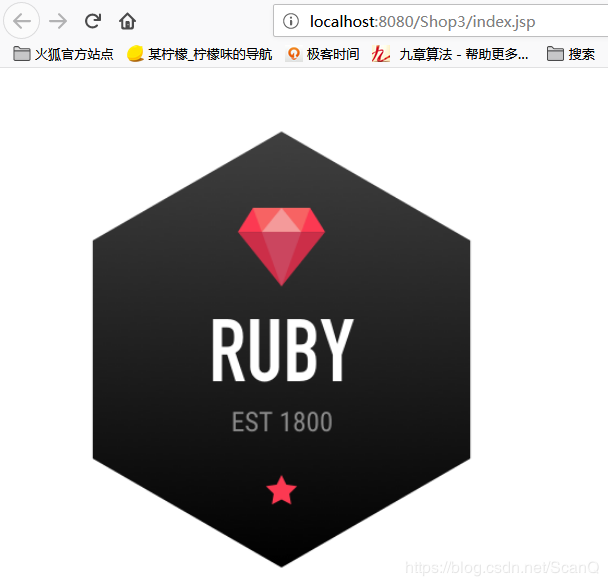 localhost:8080/Shop3/index.jsp
火狐官方站点 某柠檬_柠檬味的导航 极客时间 九章算法 - 帮助更多... 搜索
RUBY
EST 1800
https://blog.csdn.net/ScanQ